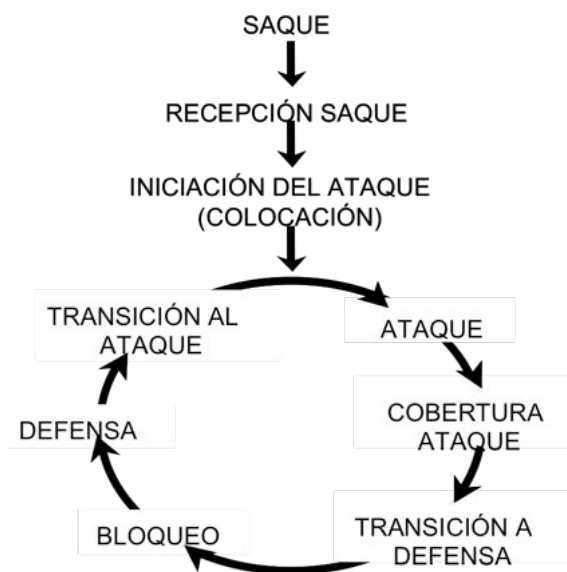 SAQUE
RECEPCIÓN SAQUE
INICIACIÓN DEL ATAQUE
(COLOCACIÓN)
TRANSICIÓN AL
ATAQUE
ATAQUE
COBERTURA
ATAQUE
DEFENSA
BLOQUEO
TRANSICIÓN A
DEFENSA